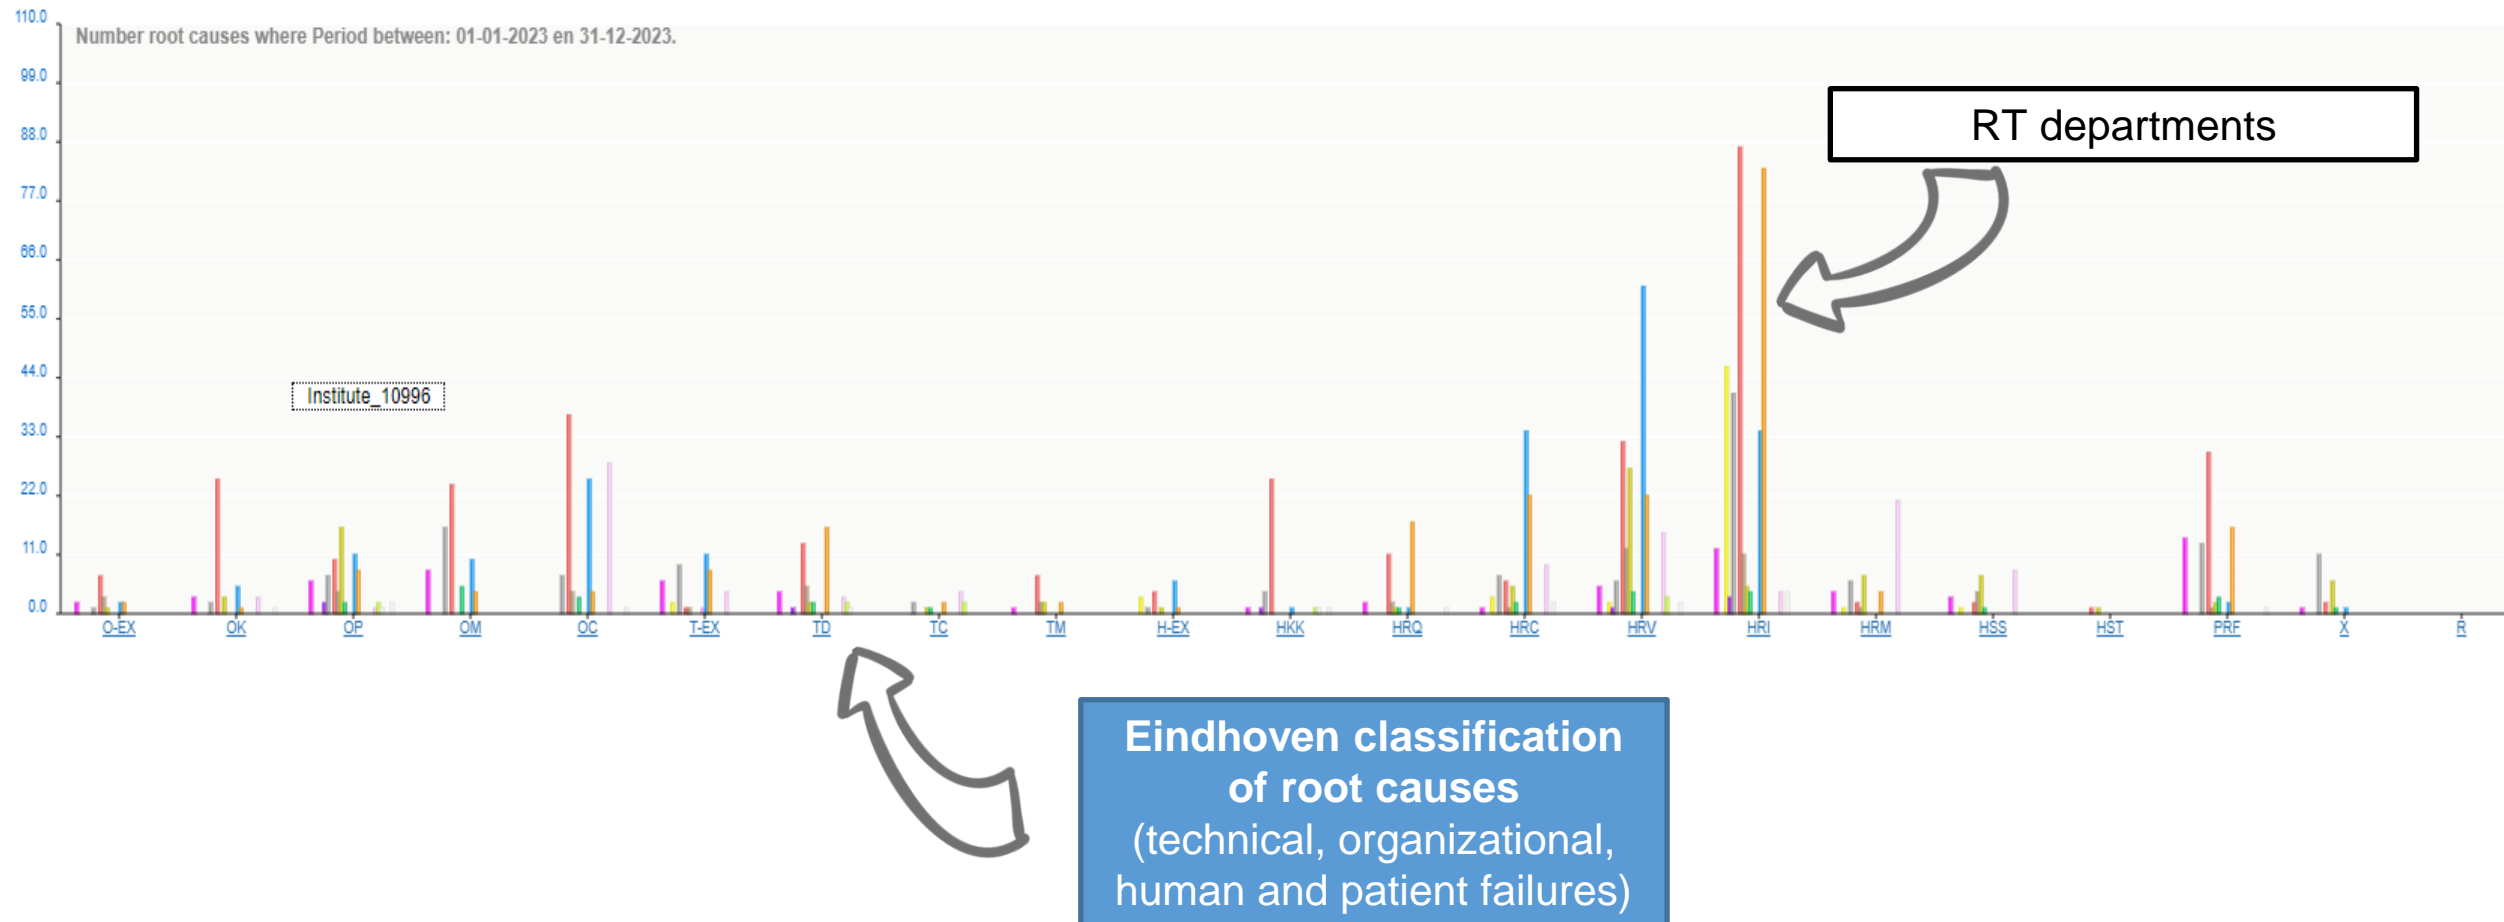 110.0
Number root causes where Period between: 01-01-2023 en 31-12-2023.
99.0
88.0
77.0
66.0
55.0
44.0
33.0
22.0
11.0
0.0
RT departments
Institute_10996
O-EX OK OP OM OC T-EX TD TC TM H-EX HKK HRQ HRC HRV HRI HRM HSS HST PRF X R
Eindhoven classification
of root causes
(technical, organizational,
human and patient failures)